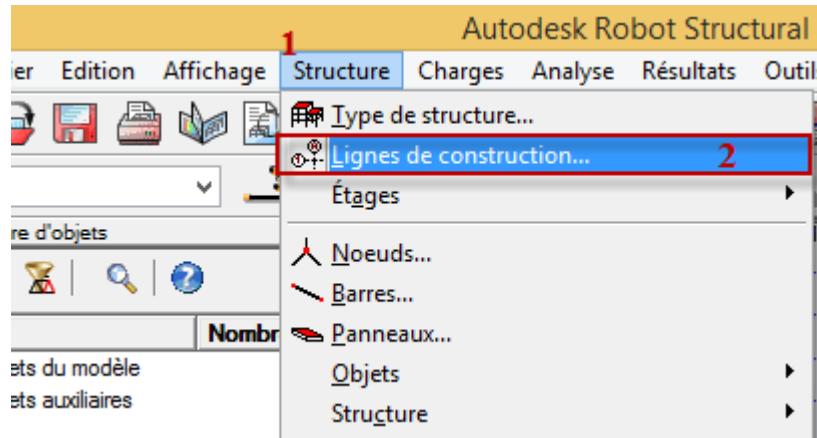 Autodesk Robot Structural
1
ier Edition Affichage Structure Charges Analyse Résultats Outil
Type de structure...
Lignes de construction... 2
Étages
re d'objets
Noeuds...
Barres...
Nombr
Panneaux...
ets du modèle
Objets
ets auxiliaires
Structure